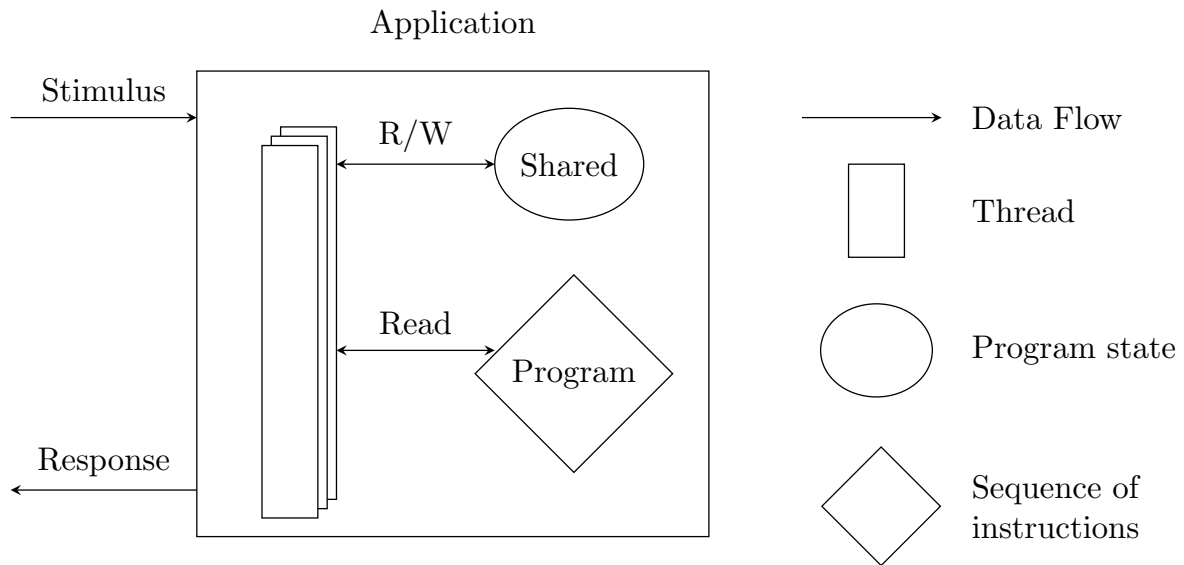 Application
Stimulus
R/W
Shared
Read
Program
Response
Data Flow
Thread
Program state
Sequence of
instructions